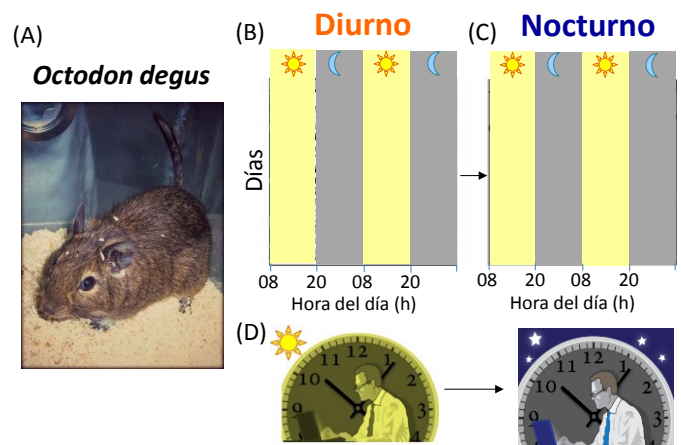 (A)
Octodon degus
(B)
Diurno
Días
08 20 08 20
Hora del día (h)
(C)
Nocturno
08 20 08 20
Hora del día (h)
(D)
9 10 11 12 1 2 3
9 10 11 12 1 2 3